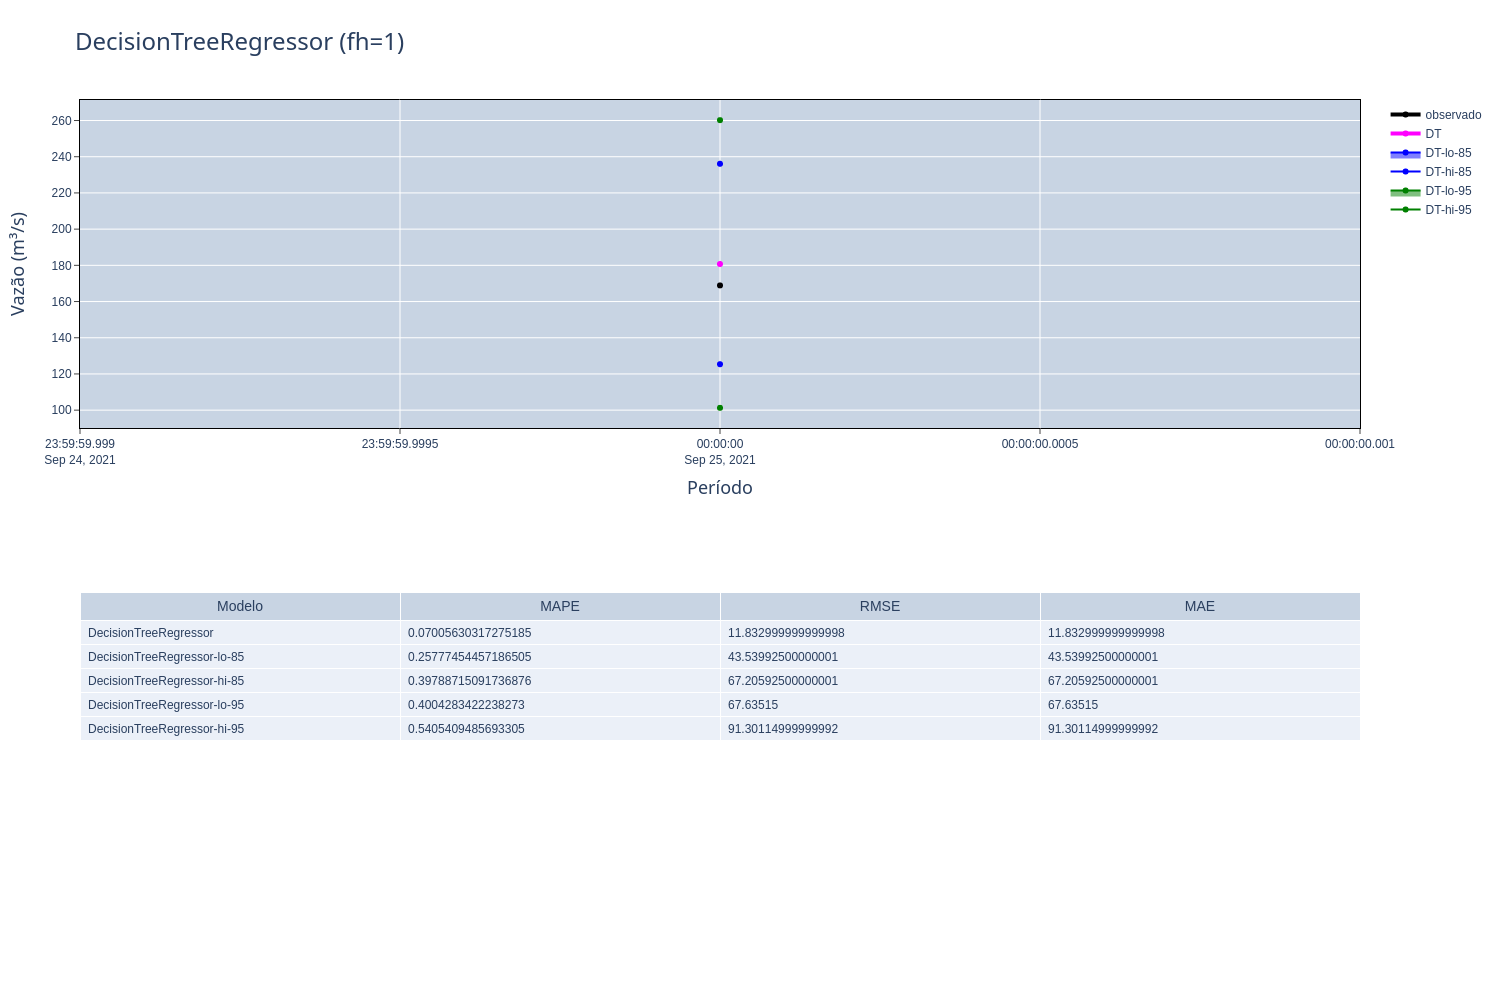 DecisionTreeRegressor (fh=1)
observado
DT
DT-lo-85
DT-hi-85
DT-lo-95
DT-hi-95
Vazão (m³/s)
260
240
220
200
180
160
140
120
100
23:59:59.999 23:59:59.9995 00:00:00 00:00:00.0005 00:00:00.001
Sep 24, 2021 Sep 25, 2021
Período
Modelo MAPE RMSE MAE
DecisionTreeRegressor 0.07005630317275185 11.832999999999998 11.832999999999998
DecisionTreeRegressor-lo-85 0.25777454457186505 43.53992500000001 43.53992500000001
DecisionTreeRegressor-hi-85 0.39788715091736876 67.20592500000001 67.20592500000001
DecisionTreeRegressor-lo-95 0.4004283422238273 67.63515 67.63515
DecisionTreeRegressor-hi-95 0.5405409485693305 91.30114999999992 91.30114999999992